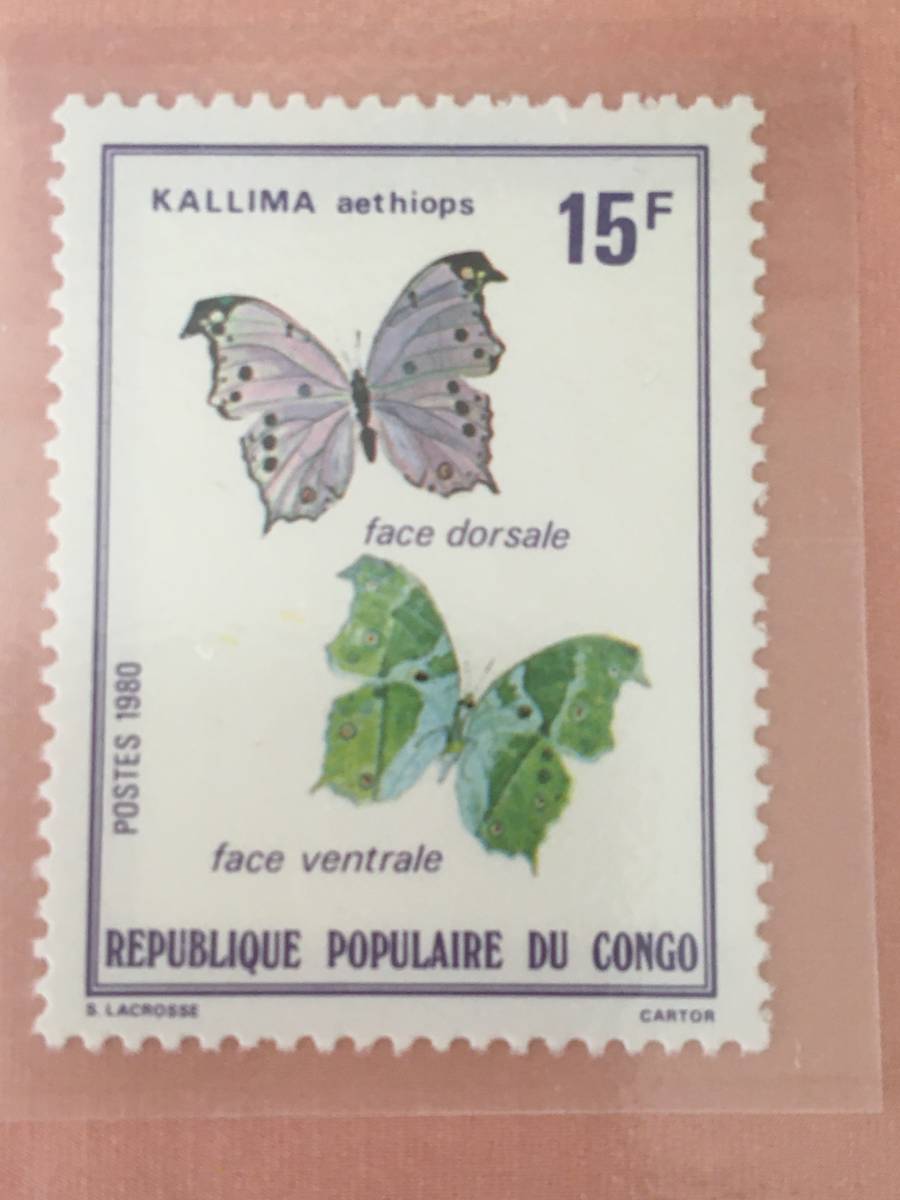 KALLIMA aethiops
15F
face dorsale
POSTES 1980
face ventrale
REPUBLIQUE POPULAIRE DU CONGO
S. LACROSSE
CARTOR